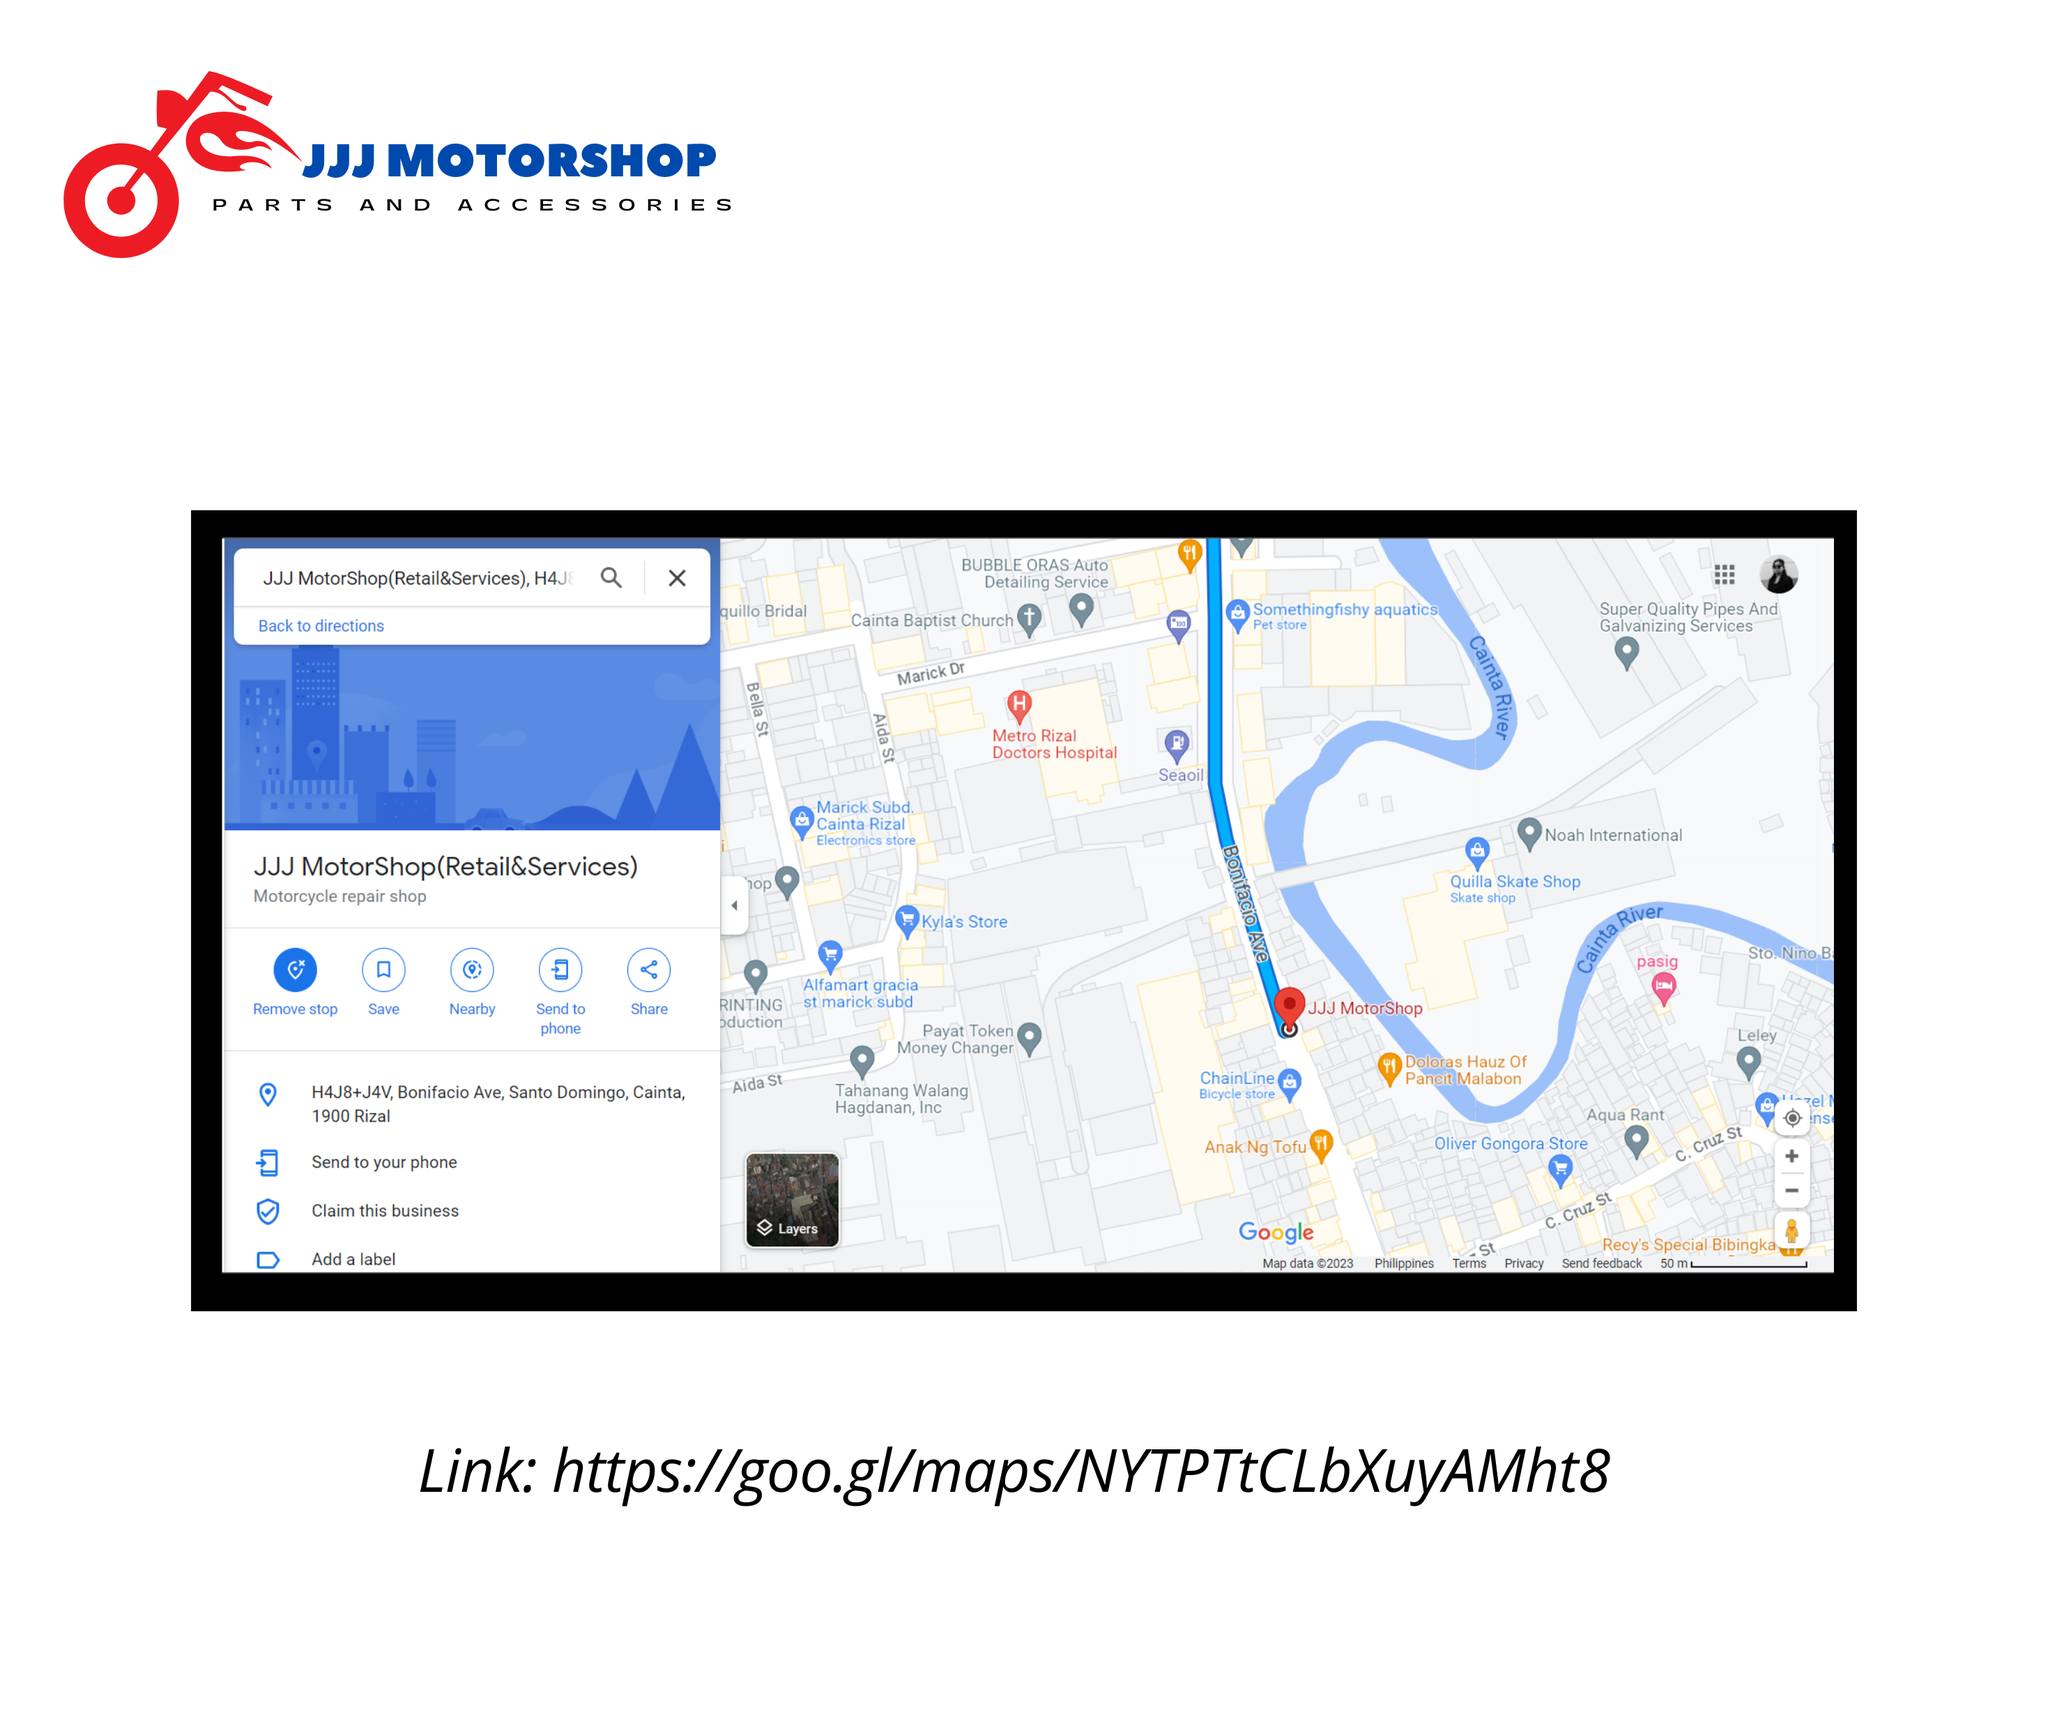 JJJ MOTORSHOP
PARTS AND ACCESSORIES
JJJ MotorShop(Retail&Services), H4J8
Back to directions
JJJ MotorShop(Retail&Services)
Motorcycle repair shop
Remove stop
Save
Nearby
Send to
phone
Share
H4J8+J4V, Bonifacio Ave, Santo Domingo, Cainta,
1900 Rizal
Send to your phone
Claim this business
Add a label
BUBBLE ORAS Auto
Detailing Service
quillo Bridal
Cainta Baptist Church
Somethingfishy aquatics
Pet store
Super Quality Pipes And
Galvanizing Services
Cainta River
Marick Dr
Bella St
Aida St
Metro Rizal
Doctors Hospital
Seaoil
Marick Subd.
Cainta Rizal
Electronics store
Noah International
Bonifacio Ave
Quilla Skate Shop
Skate shop
hop
Kyla's Store
Cainta River
Sto. Nino Ba
pasig
Alfamart gracia
st marick subd
RINTING
oduction
JJJ MotorShop
Payat Token
Money Changer
Leley
Doloras Hauz Of
Pancit Malabon
Aida St
Tahanang Walang
Hagdanan, Inc
ChainLine
Bicycle store
Aqua Rant
Anak Ng Tofu
Oliver Gongora Store
C. Cruz St
C. Cruz St
St
Recy's Special Bibingka
Layers
Google
Map data ©2023 Philippines Terms Privacy Send feedback 50 m
Link: https://goo.gl/maps/NYTPTtCLbXuyAMht8